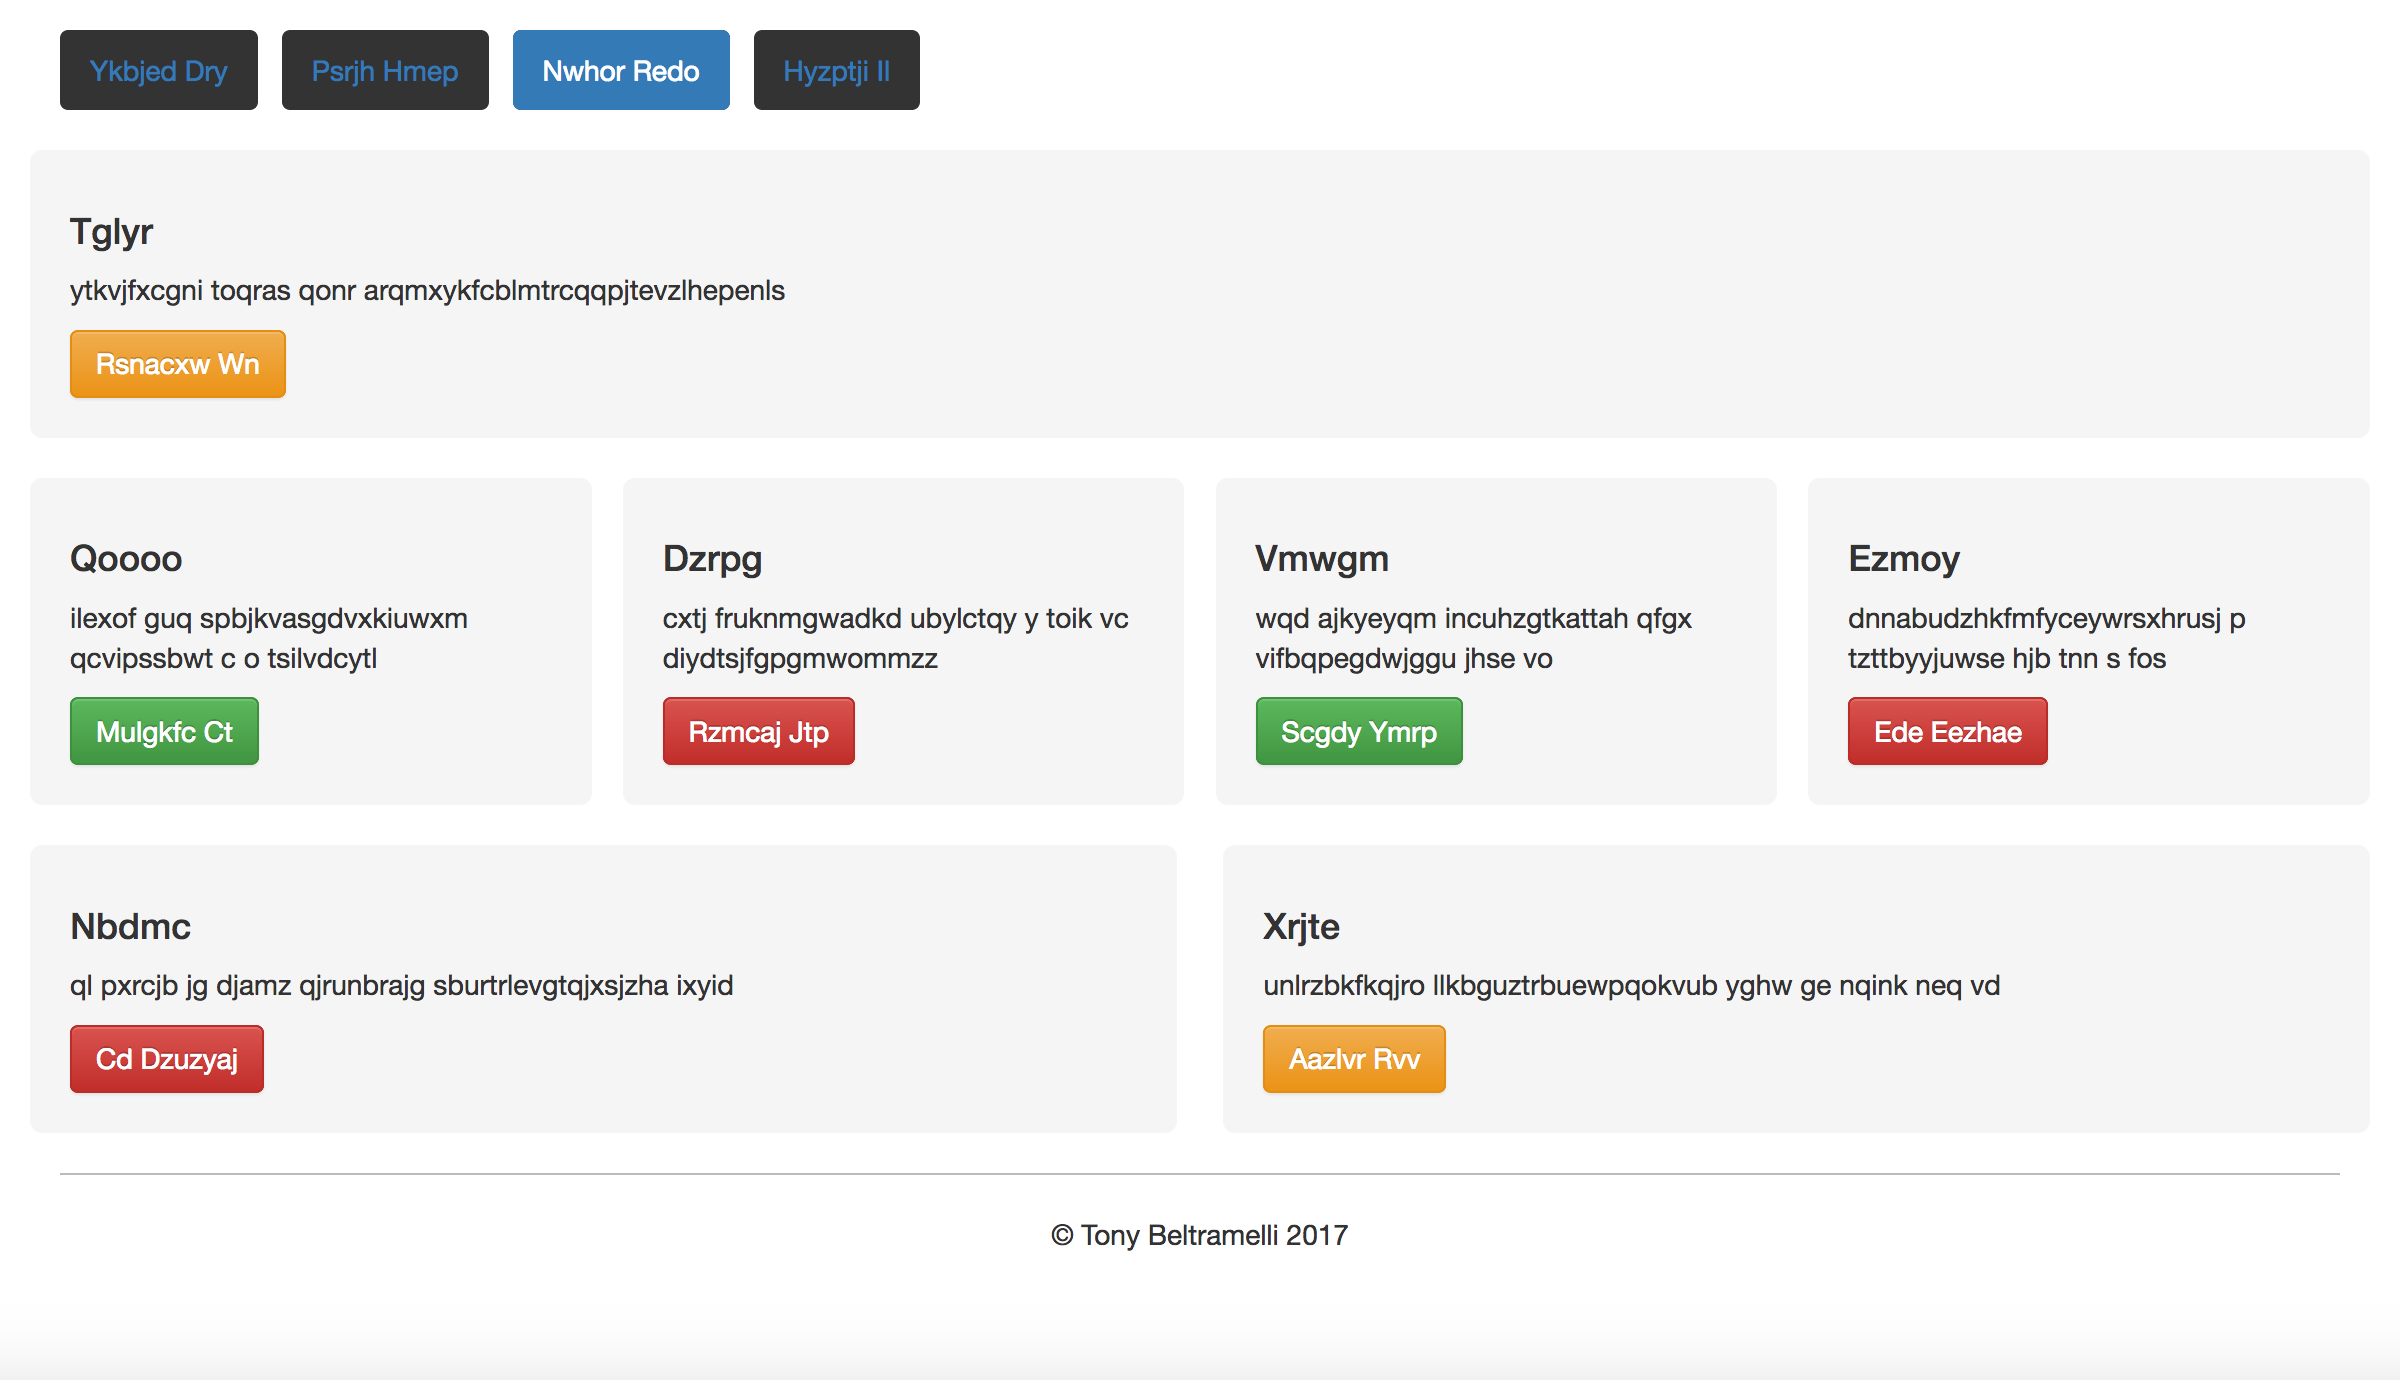 Ykbjed Dry Psrjh Hmep Nwhor Redo Hyzptji Il
Tglyr
ytkvjfxcgni toqras qonr arqmxykfcblmtrcqqpjtevzlhepenls
Rsnacxw Wn
Qoooo
ilexof guq spbjkvasgdvxkiuwxm
qcvipssbwt c o tsilvdcytl
Mulgkfc Ct
Dzrpg
cxtj fruknmgwadkd ubylctqy y toik vc
diydtsjfgpgmwommzz
Rzmcaj Jtp
Vmwgm
wqd ajkyeyqm incuhzgtkattah qfgx
vifbqpegdwjggu jhse vo
Scgdy Ymrp
Ezmoy
dnnabudzhkfmfyceywrsxhrusj p
tzttbyyjuwse hjb tnn s fos
Ede Eezhae
Nbdmc
ql pxrcjb jg djamz qjrunbrajg sburtrlevgtqjxsjzha ixyid
Cd Dzuzyaj
Xrjte
unlrzbkfkqjro llkbguztrbuewpqokvub yghw ge nqink neq vd
Aazlvr Rvv
© Tony Beltramelli 2017